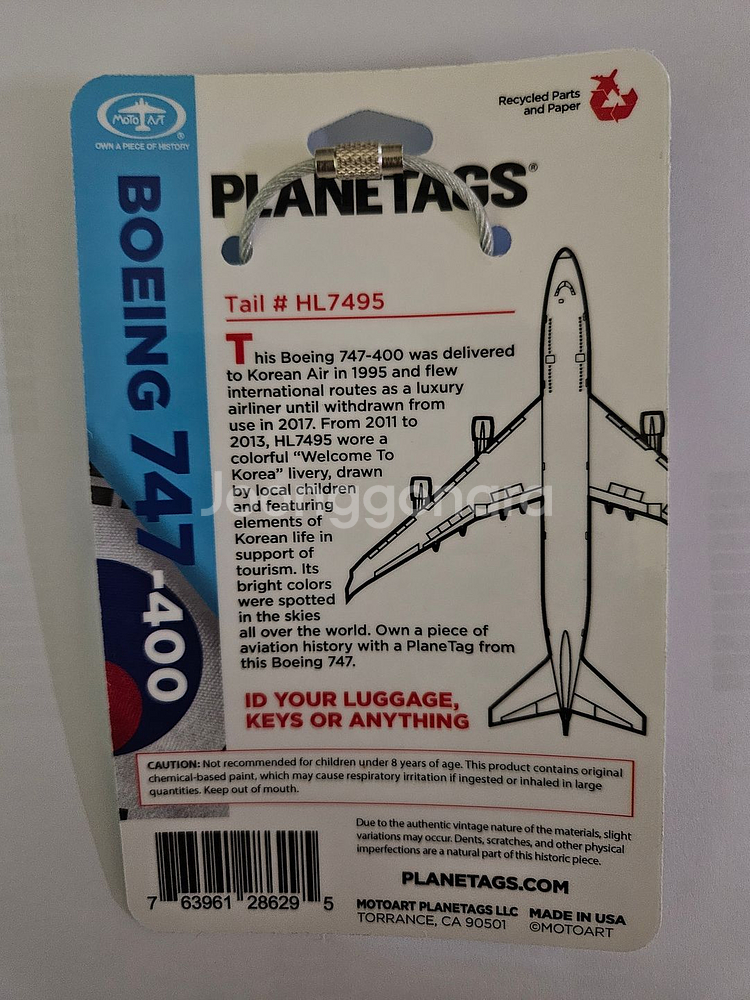 MOTO ART
®
OWN A PIECE OF HISTORY
Recycled Parts
and Paper
PLANETAGS®
BOEING 747-400
Tail # HL7495
This Boeing 747-400 was delivered
to Korean Air in 1995 and flew
international routes as a luxury
airliner until withdrawn from
use in 2017. From 2011 to
2013, HL7495 wore a
colorful “Welcome To
Korea” livery, drawn
by local children
and featuring
elements of
Korean life in
support of
tourism. Its
bright colors
were spotted
in the skies
all over the world. Own a piece of
aviation history with a PlaneTag from
this Boeing 747.
Joonggonara
ID YOUR LUGGAGE,
KEYS OR ANYTHING
CAUTION: Not recommended for children under 8 years of age. This product contains original
chemical-based paint, which may cause respiratory irritation if ingested or inhaled in large
quantities. Keep out of mouth.
Due to the authentic vintage nature of the materials, slight
variations may occur. Dents, scratches, and other physical
imperfections are a natural part of this historic piece.
PLANETAGS.COM
7 63961 28629 5
MOTOART PLANETAGS LLC MADE IN USA
TORRANCE, CA 90501 ©MOTOART